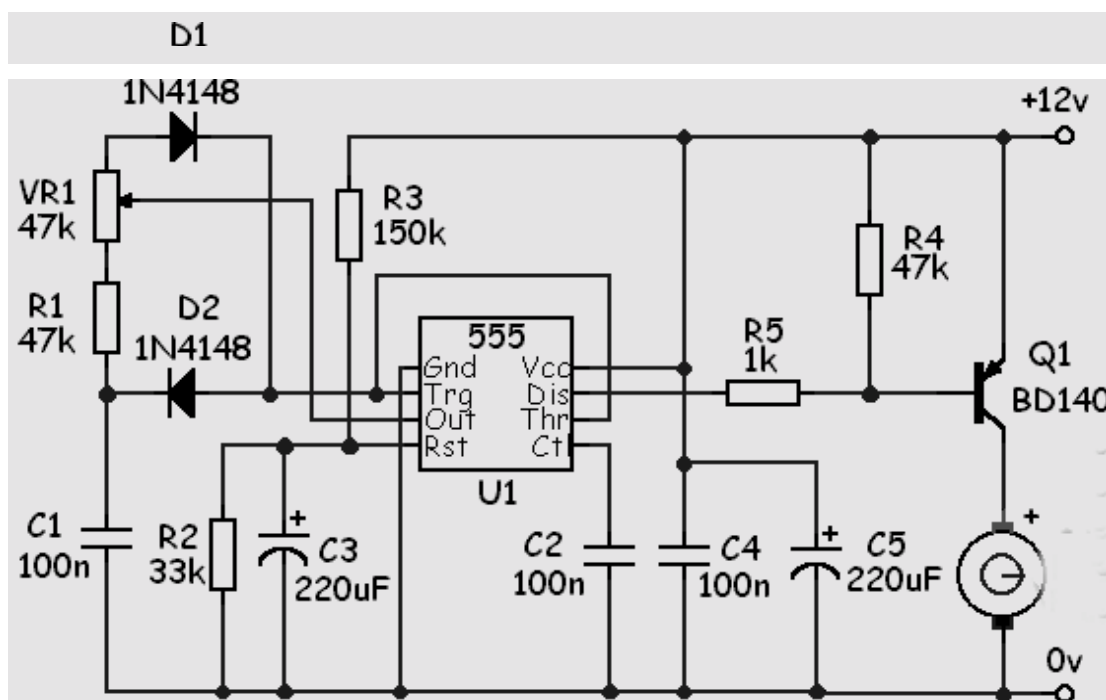 D1
1N4148
+12v
VR1
47k
R3
150k
R4
47k
R1
47k
D2
1N4148
555
Gnd Vcc
Trg Dis
Out Thr
Rst Ctl
U1
R5
1k
Q1
BD140
C1
100n
R2
33k
+
C3
220uF
C2
100n
C4
100n
+
C5
220uF
+
0v